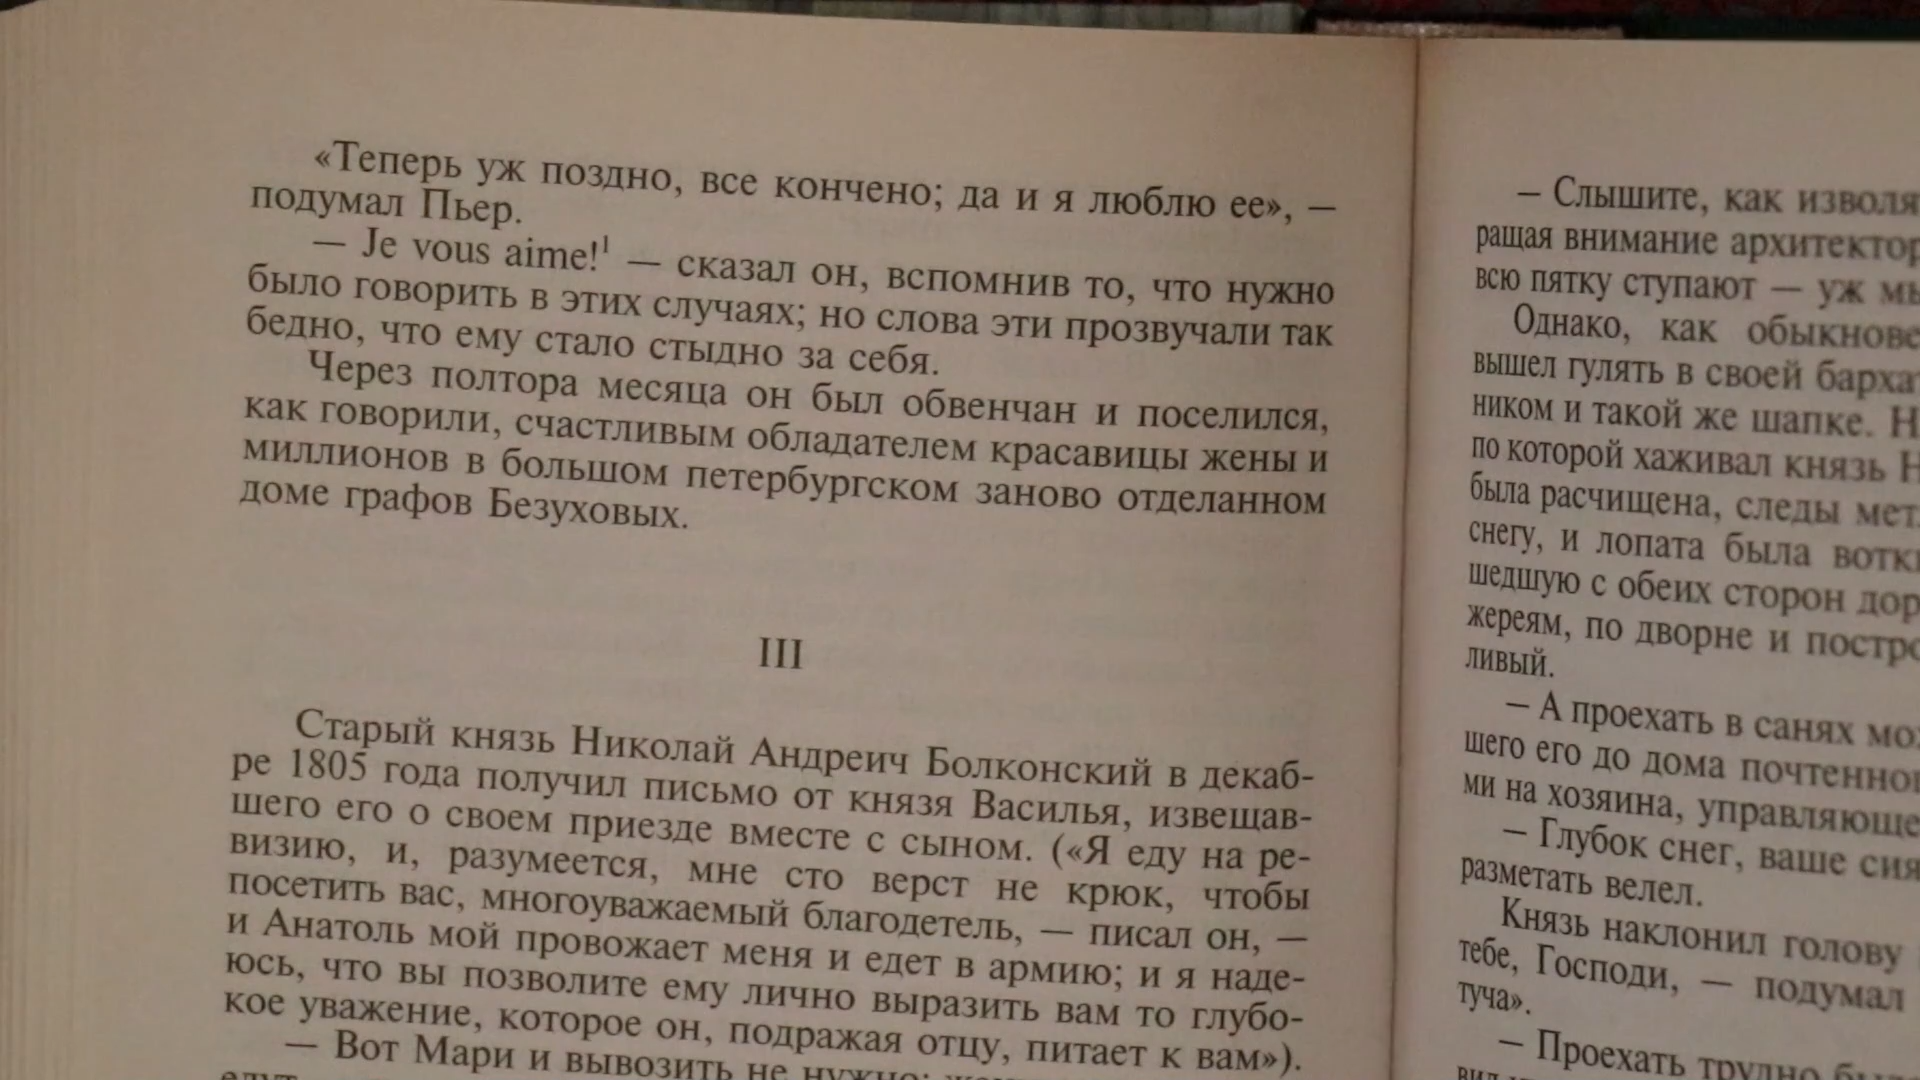 «Теперь уж поздно, все кончено; да и я люблю ее», —
подумал Пьер.
— Je vous aime!¹ — сказал он, вспомнив то, что нужно
было говорить в этих случаях; но слова эти прозвучали так
бедно, что ему стало стыдно за себя.
Через полтора месяца он был обвенчан и поселился,
как говорили, счастливым обладателем красавицы жены и
миллионов в большом петербургском заново отделанном
доме графов Безуховых.
III
Старый князь Николай Андреич Болконский в декаб-
ре 1805 года получил письмо от князя Василья, извещав-
шего его о своем приезде вместе с сыном. («Я еду на ре-
визию, и, разумеется, мне сто верст не крюк, чтобы
посетить вас, многоуважаемый благодетель, — писал он, —
и Анатоль мой провожает меня и едет в армию; и я наде-
юсь, что вы позволите ему лично выразить вам то глубо-
кое уважение, которое он, подражая отцу, питает к вам»).
— Вот Мари и вывозить не нужно:
— Слышите, как изволя
ращая внимание архитектор
всю пятку ступают — уж мы
Однако, как обыкнове
вышел гулять в своей бархат
ником и такой же шапке. Н
по которой хаживал князь Н
была расчищена, следы мет
снегу, и лопата была воткн
шедшую с обеих сторон дор
жереям, по дворне и постро
ливый.
— А проехать в санях мо
шего его до дома почтенно
ми на хозяина, управляюще
— Глубок снег, ваше сия
разметать велел.
Князь наклонил голову
тебе, Господи, — подумал
туча».
— Проехать трудно было